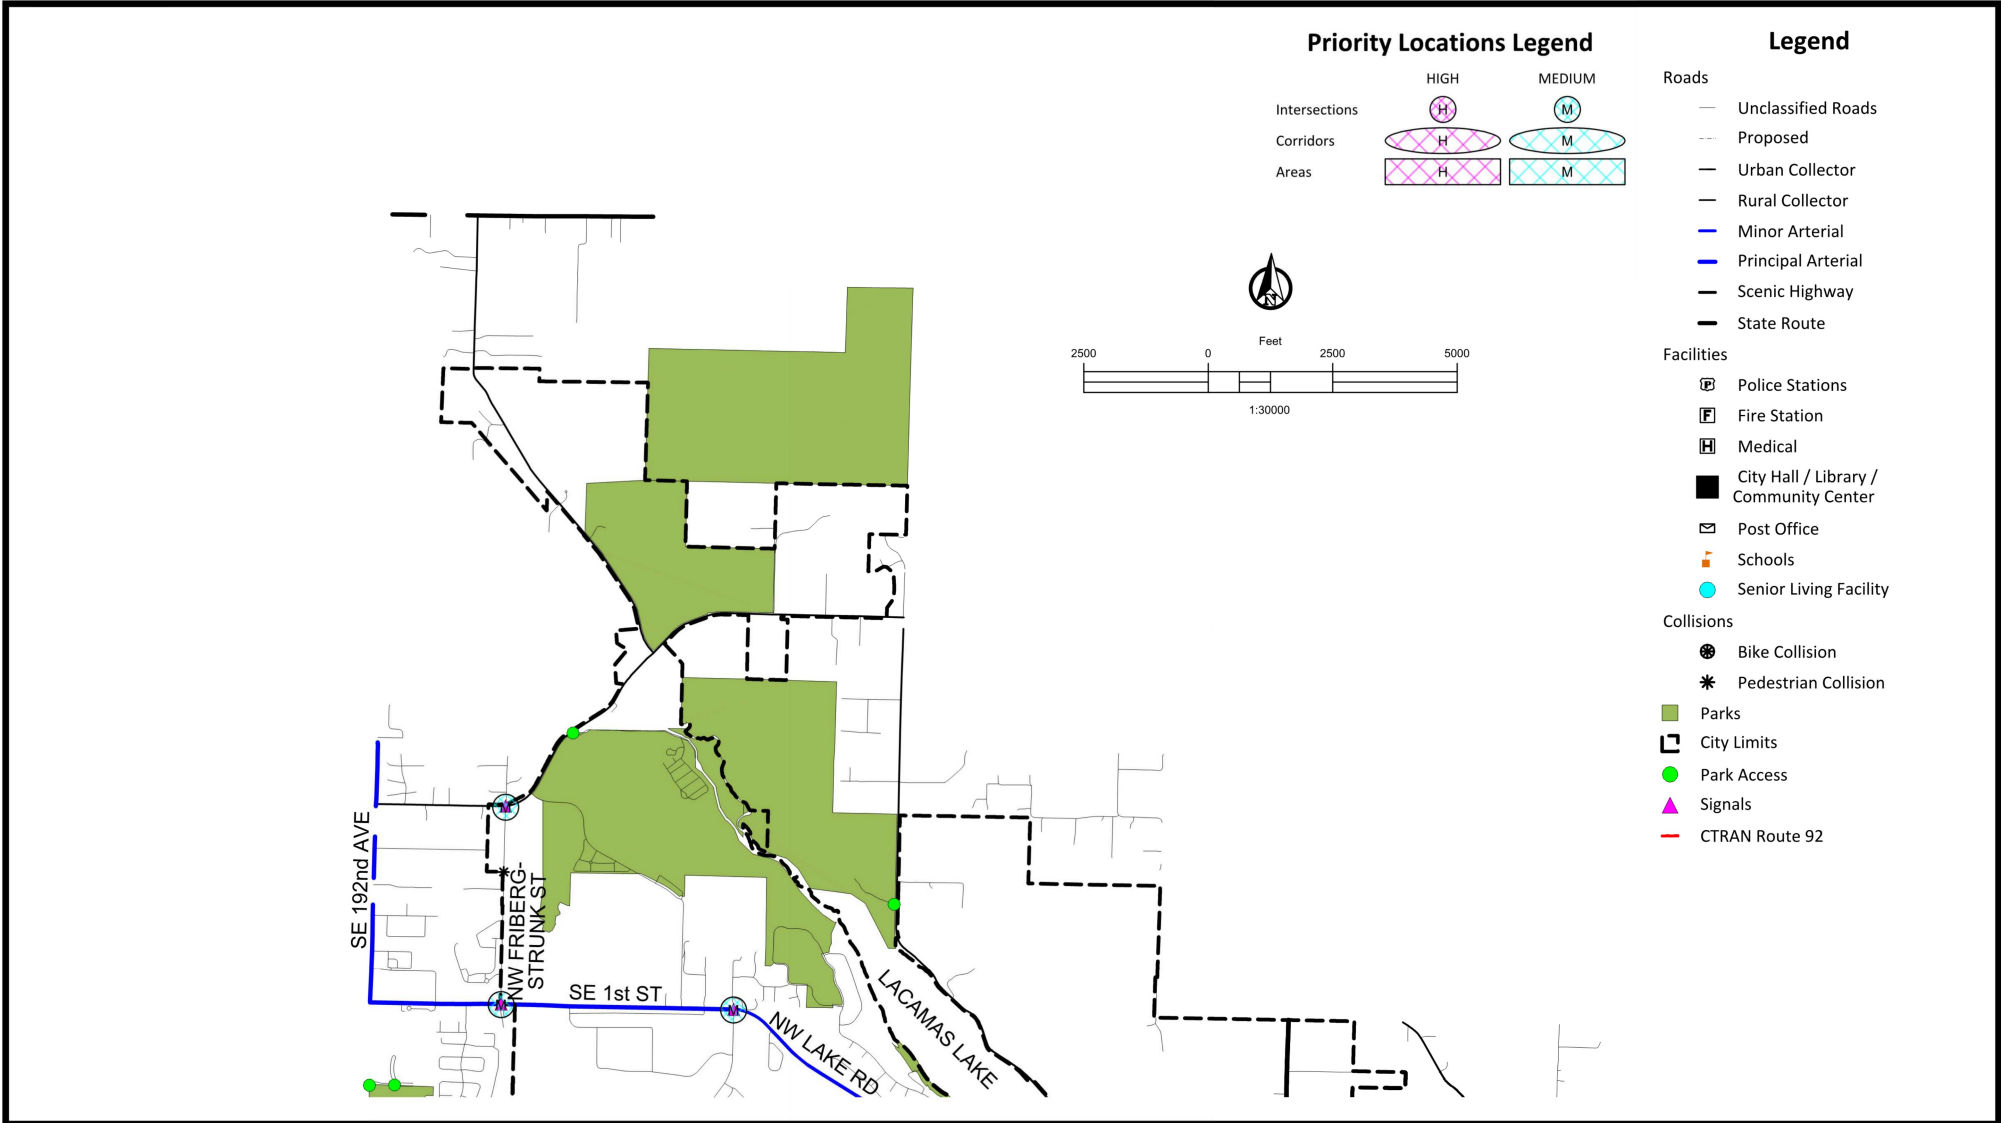 Priority Locations Legend
HIGH MEDIUM
Intersections H M
Corridors H M
Areas H M
Legend
Roads
Unclassified Roads
Proposed
Urban Collector
Rural Collector
Minor Arterial
Principal Arterial
Scenic Highway
State Route
Facilities
P Police Stations
F Fire Station
H Medical
City Hall / Library /
Community Center
Post Office
Schools
Senior Living Facility
Collisions
Bike Collision
Pedestrian Collision
Parks
City Limits
Park Access
Signals
CTRAN Route 92
N
Feet
2500 0 2500 5000
1:30000
M
SE 192nd AVE
NW FRIBERG-
STRUNK ST
M
SE 1st ST
M
NW LAKE RD
LACAMAS LAKE